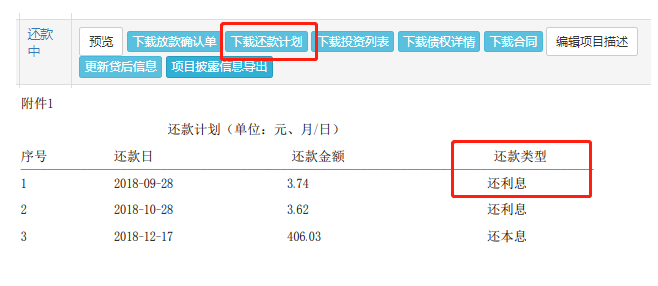 还款中 预览 下载放款确认单 下载还款计划 下载投资列表 下载债权详情 下载合同 编辑项目描述
更新贷后信息 项目披露信息导出
附件1
还款计划（单位：元、月/日）
序号 还款日 还款金额 还款类型
1 2018-09-28 3.74 还利息
2 2018-10-28 3.62 还利息
3 2018-12-17 406.03 还本息